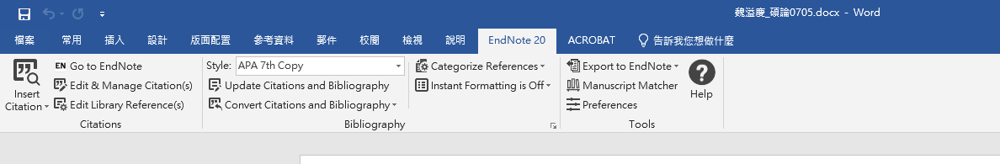 魏溢慶_碩論0705.docx - Word
檔案 常用 插入 設計 版面配置 參考資料 郵件 校閱 檢視 說明 EndNote 20 ACROBAT 告訴我您想做什麼
Insert Citation
EN Go to EndNote
Edit & Manage Citation(s)
Edit Library Reference(s)
Citations
Style: APA 7th Copy
Update Citations and Bibliography
Convert Citations and Bibliography
Categorize References
Instant Formatting is Off
Bibliography
Export to EndNote
Manuscript Matcher
Preferences
Help
Tools